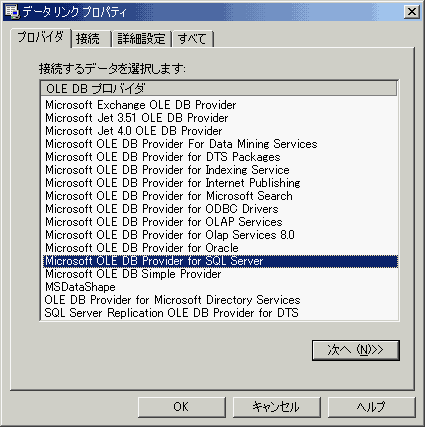 データ リンク プロパティ
プロバイダ 接続 詳細設定 すべて
接続するデータを選択します:
OLE DB プロバイダ
Microsoft Exchange OLE DB Provider
Microsoft Jet 3.51 OLE DB Provider
Microsoft Jet 4.0 OLE DB Provider
Microsoft OLE DB Provider For Data Mining Services
Microsoft OLE DB Provider for DTS Packages
Microsoft OLE DB Provider for Indexing Service
Microsoft OLE DB Provider for Internet Publishing
Microsoft OLE DB Provider for Microsoft Search
Microsoft OLE DB Provider for ODBC Drivers
Microsoft OLE DB Provider for OLAP Services
Microsoft OLE DB Provider for Olap Services 8.0
Microsoft OLE DB Provider for Oracle
Microsoft OLE DB Provider for SQL Server
Microsoft OLE DB Simple Provider
MSDataShape
OLE DB Provider for Microsoft Directory Services
SQL Server Replication OLE DB Provider for DTS
次へ (N)>>
OK キャンセル ヘルプ